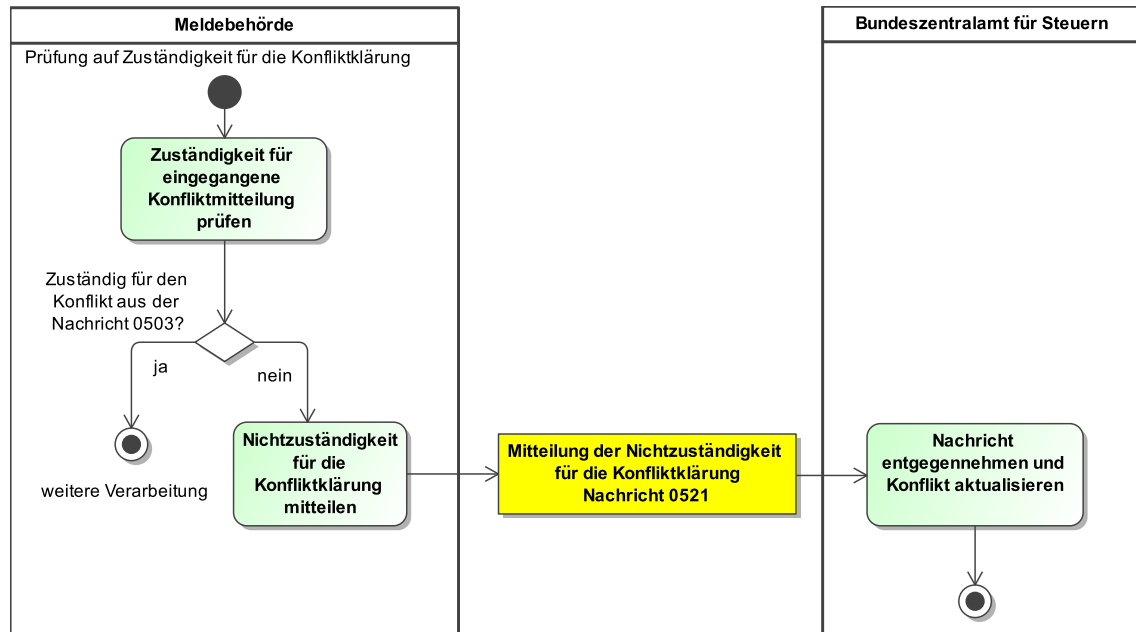 Meldebehörde
Bundeszentralamt für Steuern
Prüfung auf Zuständigkeit für die Konfliktklärung
Zuständigkeit für
eingegangene
Konfliktmitteilung
prüfen
Zuständig für den
Konflikt aus der
Nachricht 0503?
ja
nein
weitere Verarbeitung
Nichtzuständigkeit
für die
Konfliktklärung
mitteilen
Mitteilung der Nichtzuständigkeit
für die Konfliktklärung
Nachricht 0521
Nachricht
entgegennehmen und
Konflikt aktualisieren